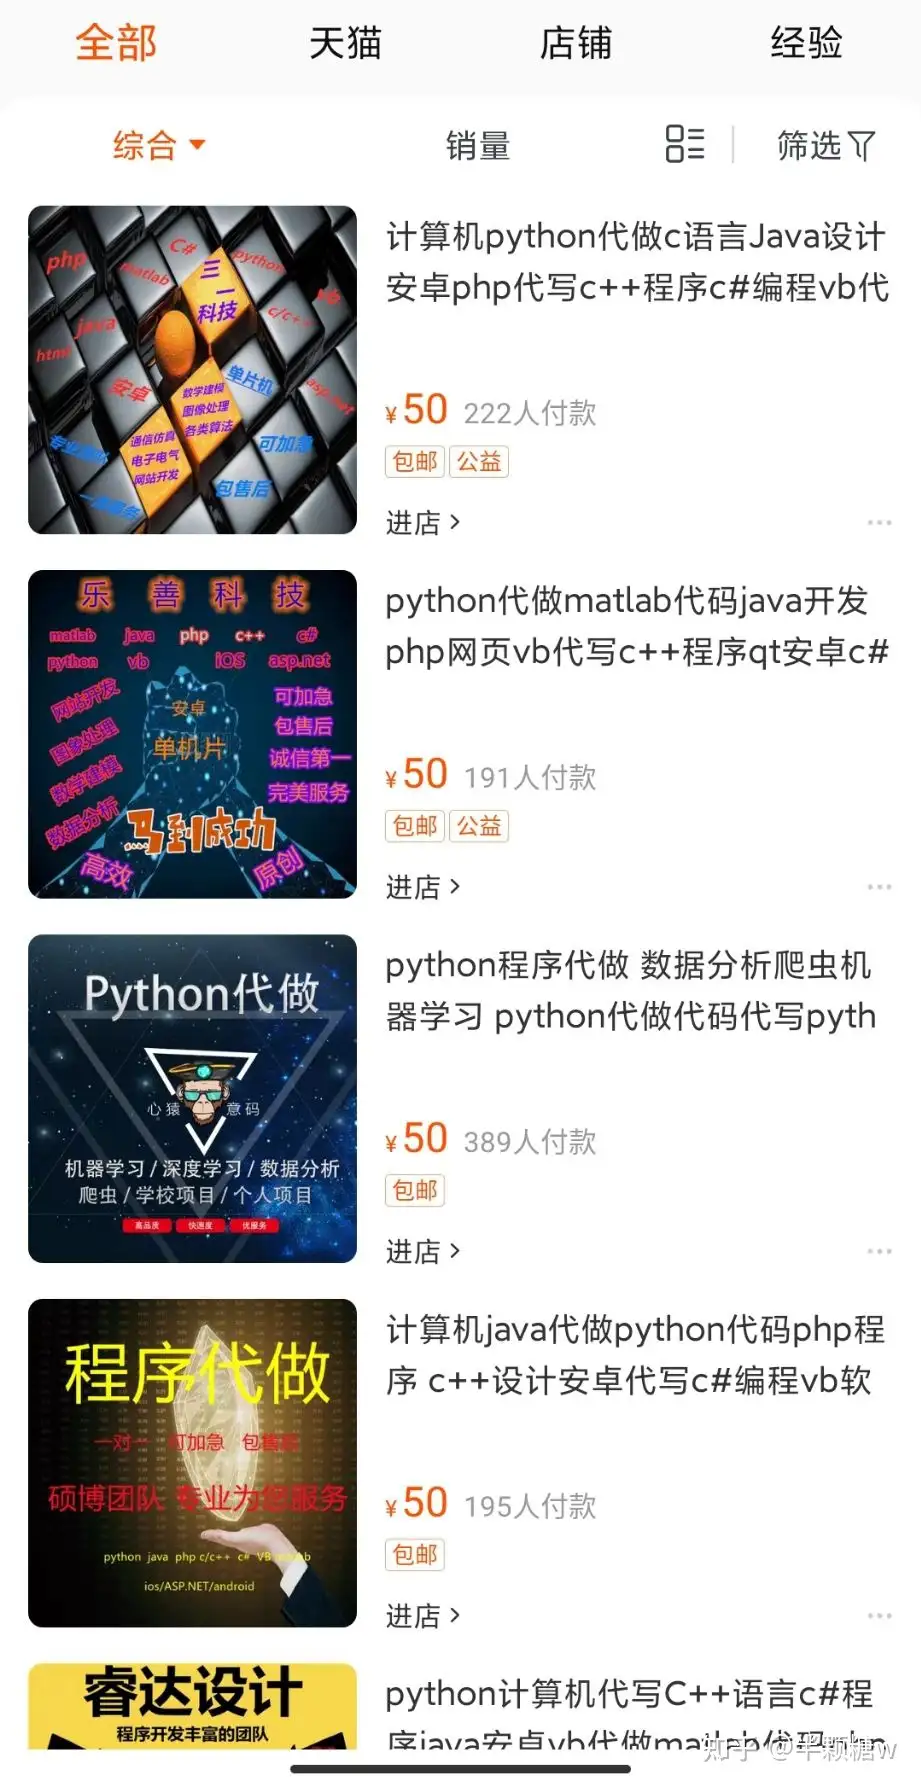 全部 天猫 店铺 经验
综合 销量 筛选
php C# python
matlab
三一科技
vb
java c/c++
html
安卓 单片机 asp.net
数学建模
图像处理
各类算法
通信仿真
电子电气
网站开发
可加急
包售后
计算机python代做c语言Java设计
安卓php代写c++程序c#编程vb代
¥50 222人付款
包邮 公益
进店
乐善科技
matlab java php c++ c#
python vb iOS asp.net
网站开发 安卓 可加急
图象处理 单机片 包售后
数学建模 诚信第一
数据分析 完美服务
马到成功
高效 原创
python代做matlab代码java开发
php网页vb代写c++程序qt安卓c#
¥50 191人付款
包邮 公益
进店
Python代做
心猿 意码
机器学习/深度学习/数据分析
爬虫/学校项目/个人项目
高品质 快速度 优服务
python程序代做 数据分析爬虫机
器学习 python代做代码代写pyth
¥50 389人付款
包邮
进店
程序代做
一对一 可加急 包售后
硕博团队 专业为您服务
python java php c/c++ c# VB matlab
ios/ASP.NET/android
计算机java代做python代码php程
序 c++设计安卓代写c#编程vb软
¥50 195人付款
包邮
进店
睿达设计
程序开发丰富的团队
python计算机代写C++语言c#程
序java安卓vb代做matlab代码php
知乎 @半颗糖w